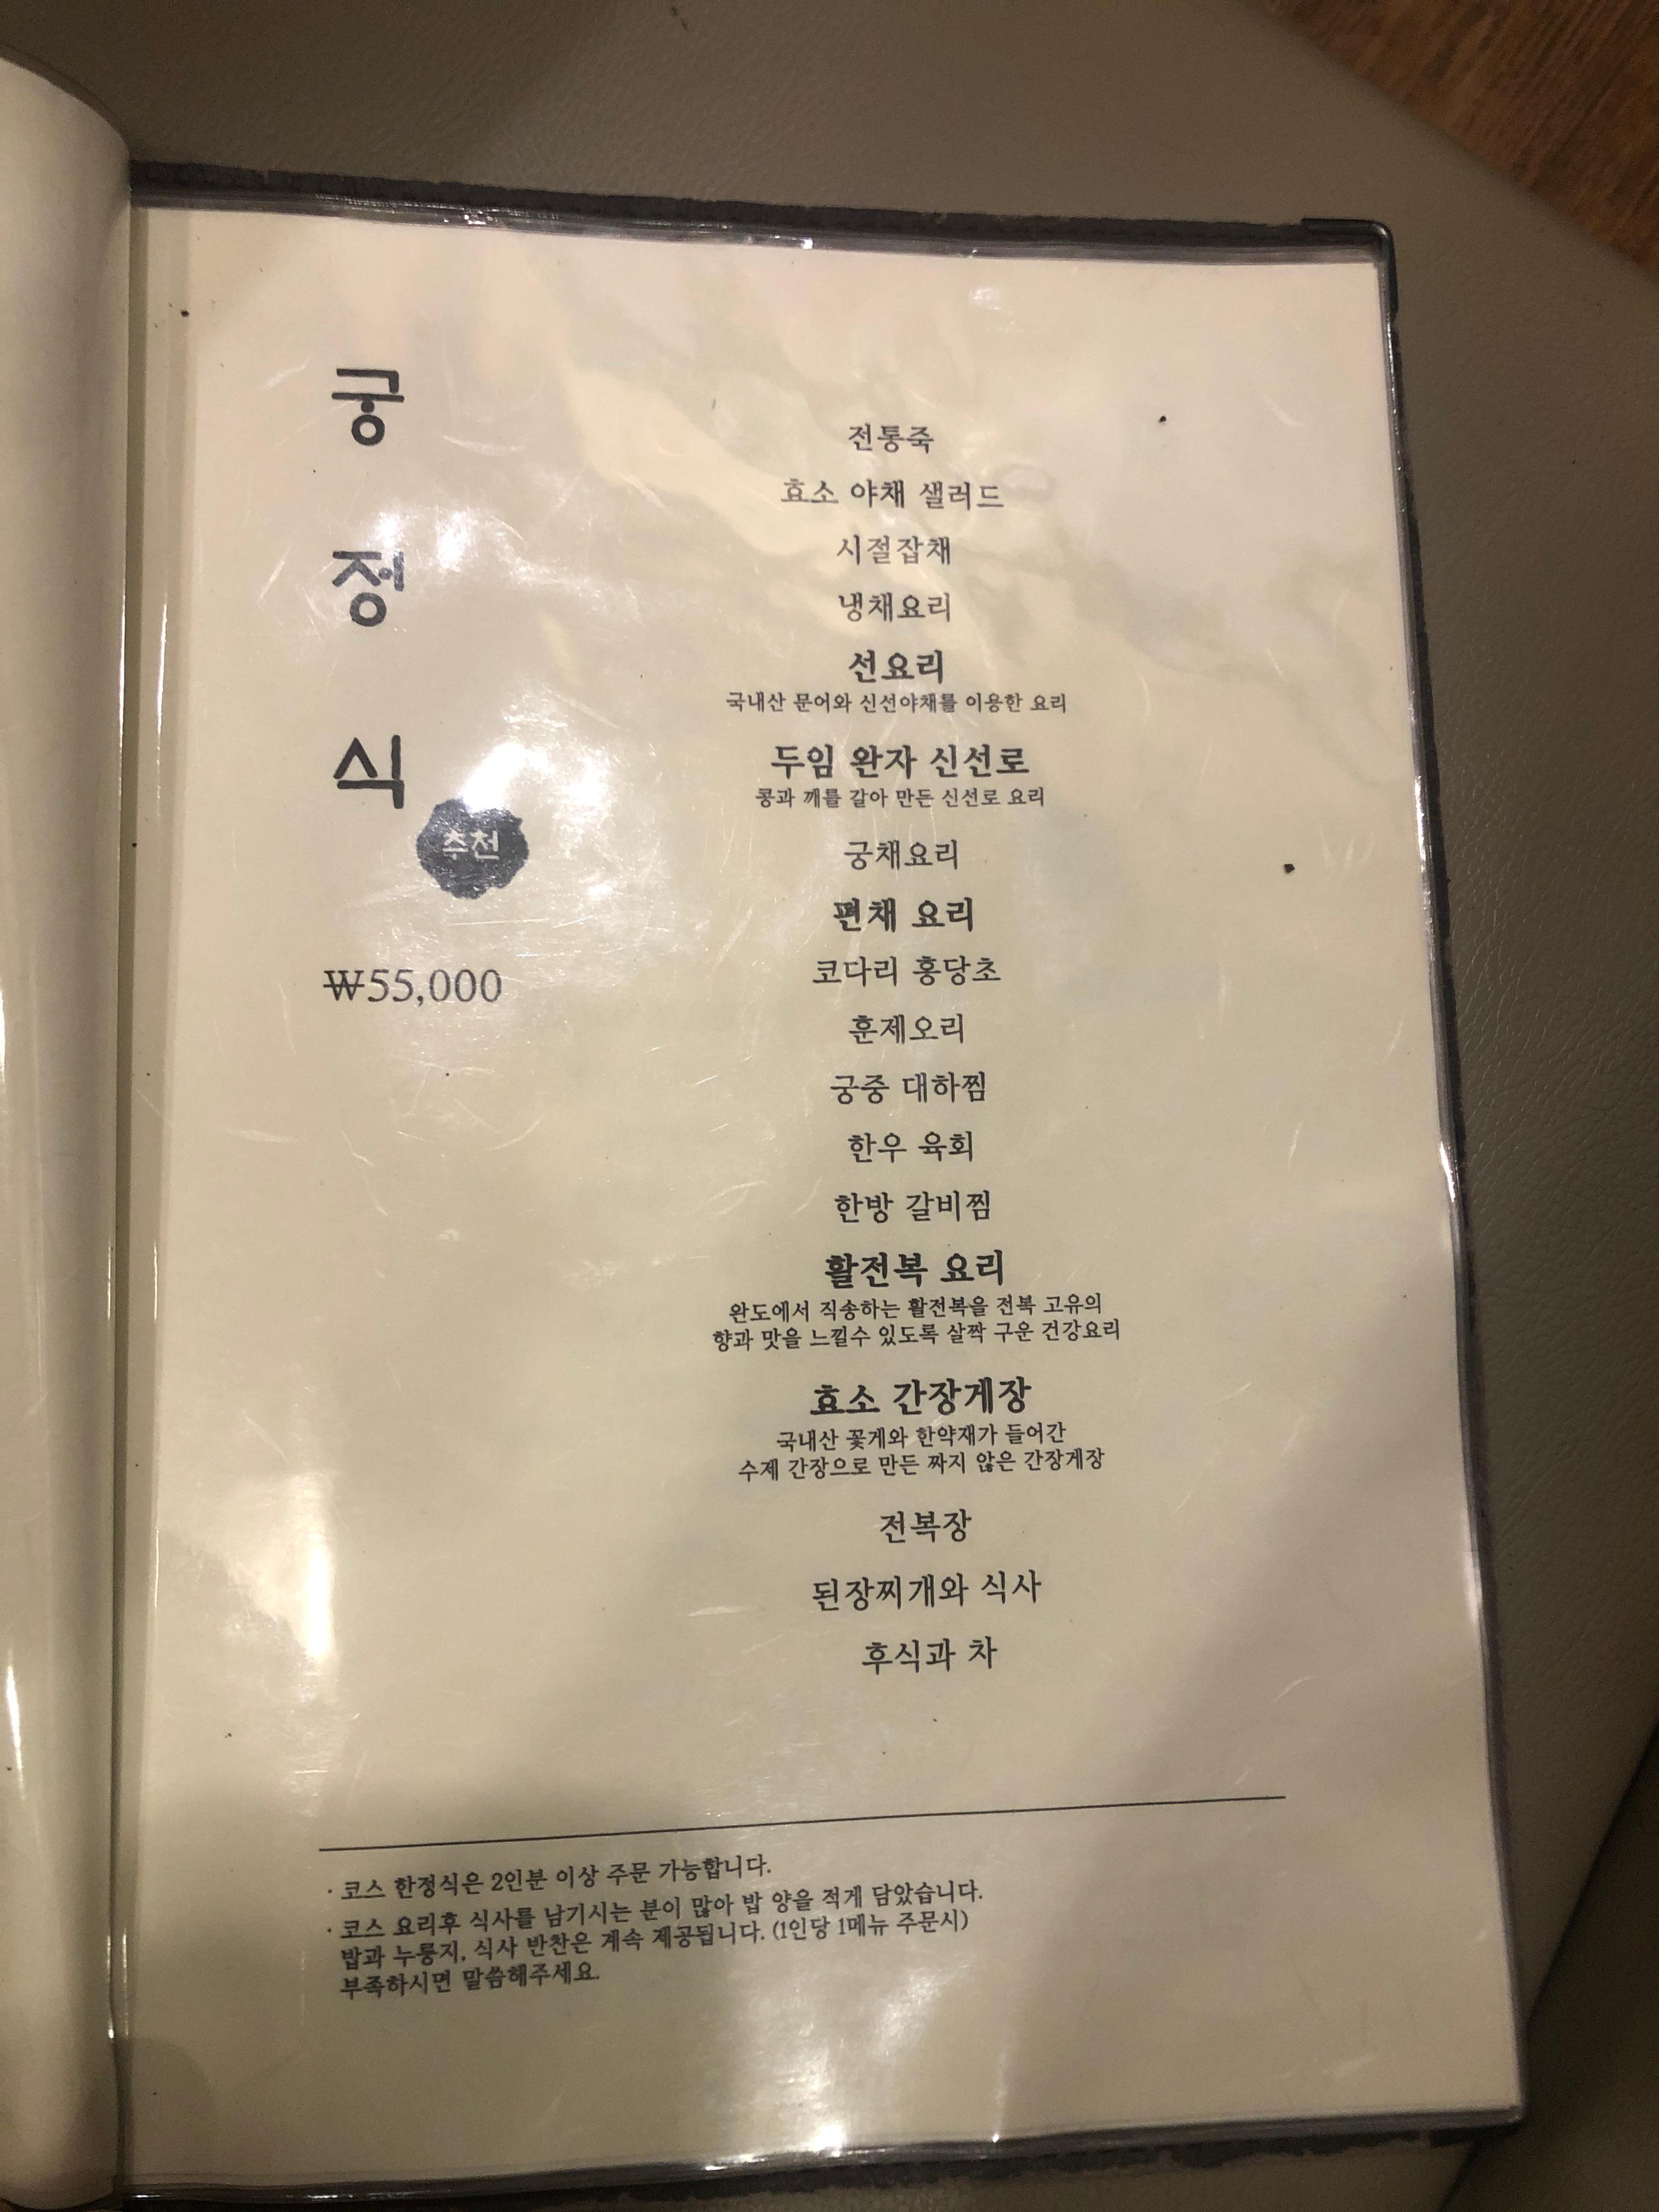 궁
정
식
추천
₩55,000
전통죽
효소 야채 샐러드
시절잡채
냉채요리
선요리
국내산 문어와 신선야채를 이용한 요리
두임 완자 신선로
콩과 깨를 갈아 만든 신선로 요리
궁채요리
편채 요리
코다리 홍당초
훈제오리
궁중 대하찜
한우 육회
한방 갈비찜
활전복 요리
완도에서 직송하는 활전복을 전복 고유의
향과 맛을 느낄수 있도록 살짝 구운 건강요리
효소 간장게장
국내산 꽃게와 한약재가 들어간
수제 간장으로 만든 짜지 않은 간장게장
전복장
된장찌개와 식사
후식과 차
· 코스 한정식은 2인분 이상 주문 가능합니다.
· 코스 요리후 식사를 남기시는 분이 많아 밥 양을 적게 담았습니다.
밥과 누룽지, 식사 반찬은 계속 제공됩니다. (1인당 1메뉴 주문시)
부족하시면 말씀해주세요.